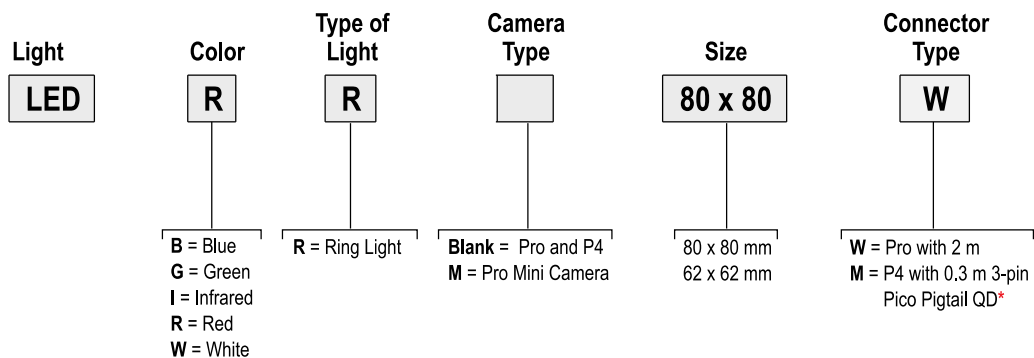 Light
Color
Type of
Light
Camera
Type
Size
Connector
Type
LED
R
R
80 x 80
W
B = Blue
G = Green
I = Infrared
R = Red
W = White
R = Ring Light
Blank = Pro and P4
M = Pro Mini Camera
80 x 80 mm
62 x 62 mm
W = Pro with 2 m
M = P4 with 0.3 m 3-pin
Pico Pigtail QD*